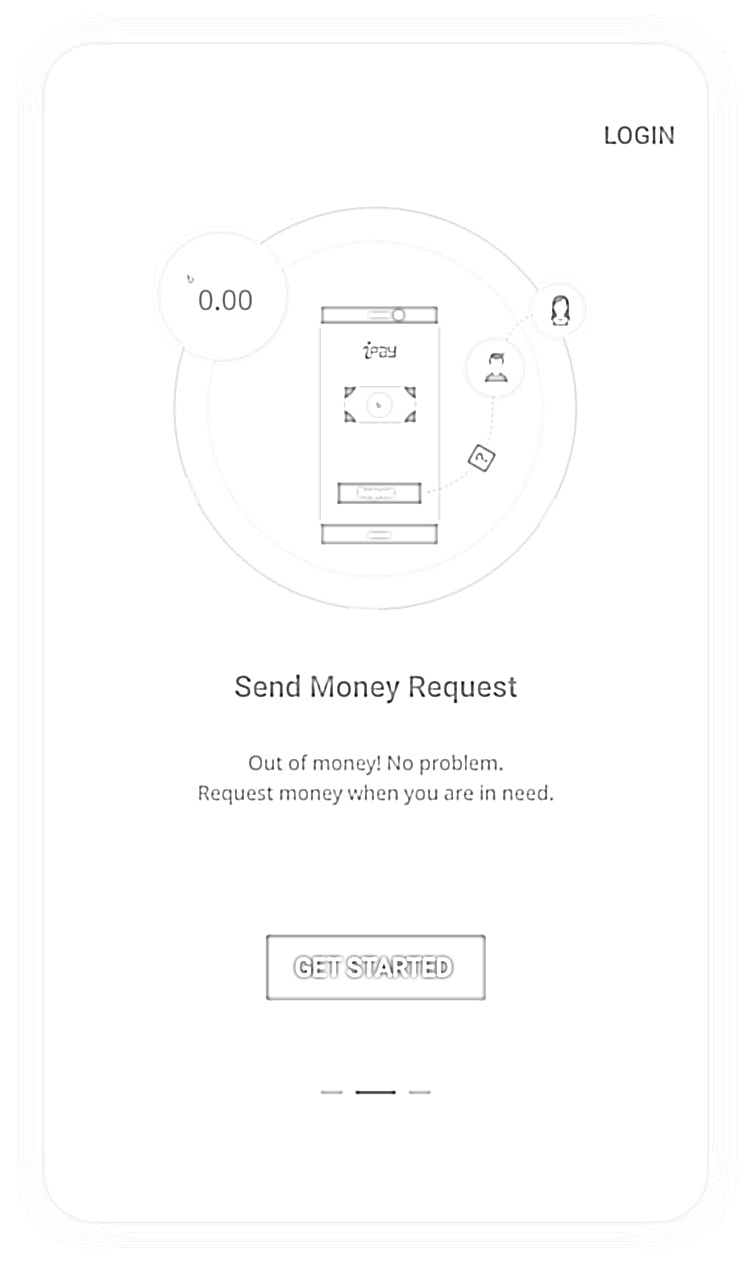 LOGIN
৳
0.00
iPay
৳
?
Send Money Request
Out of money! No problem.
Request money when you are in need.
GET STARTED